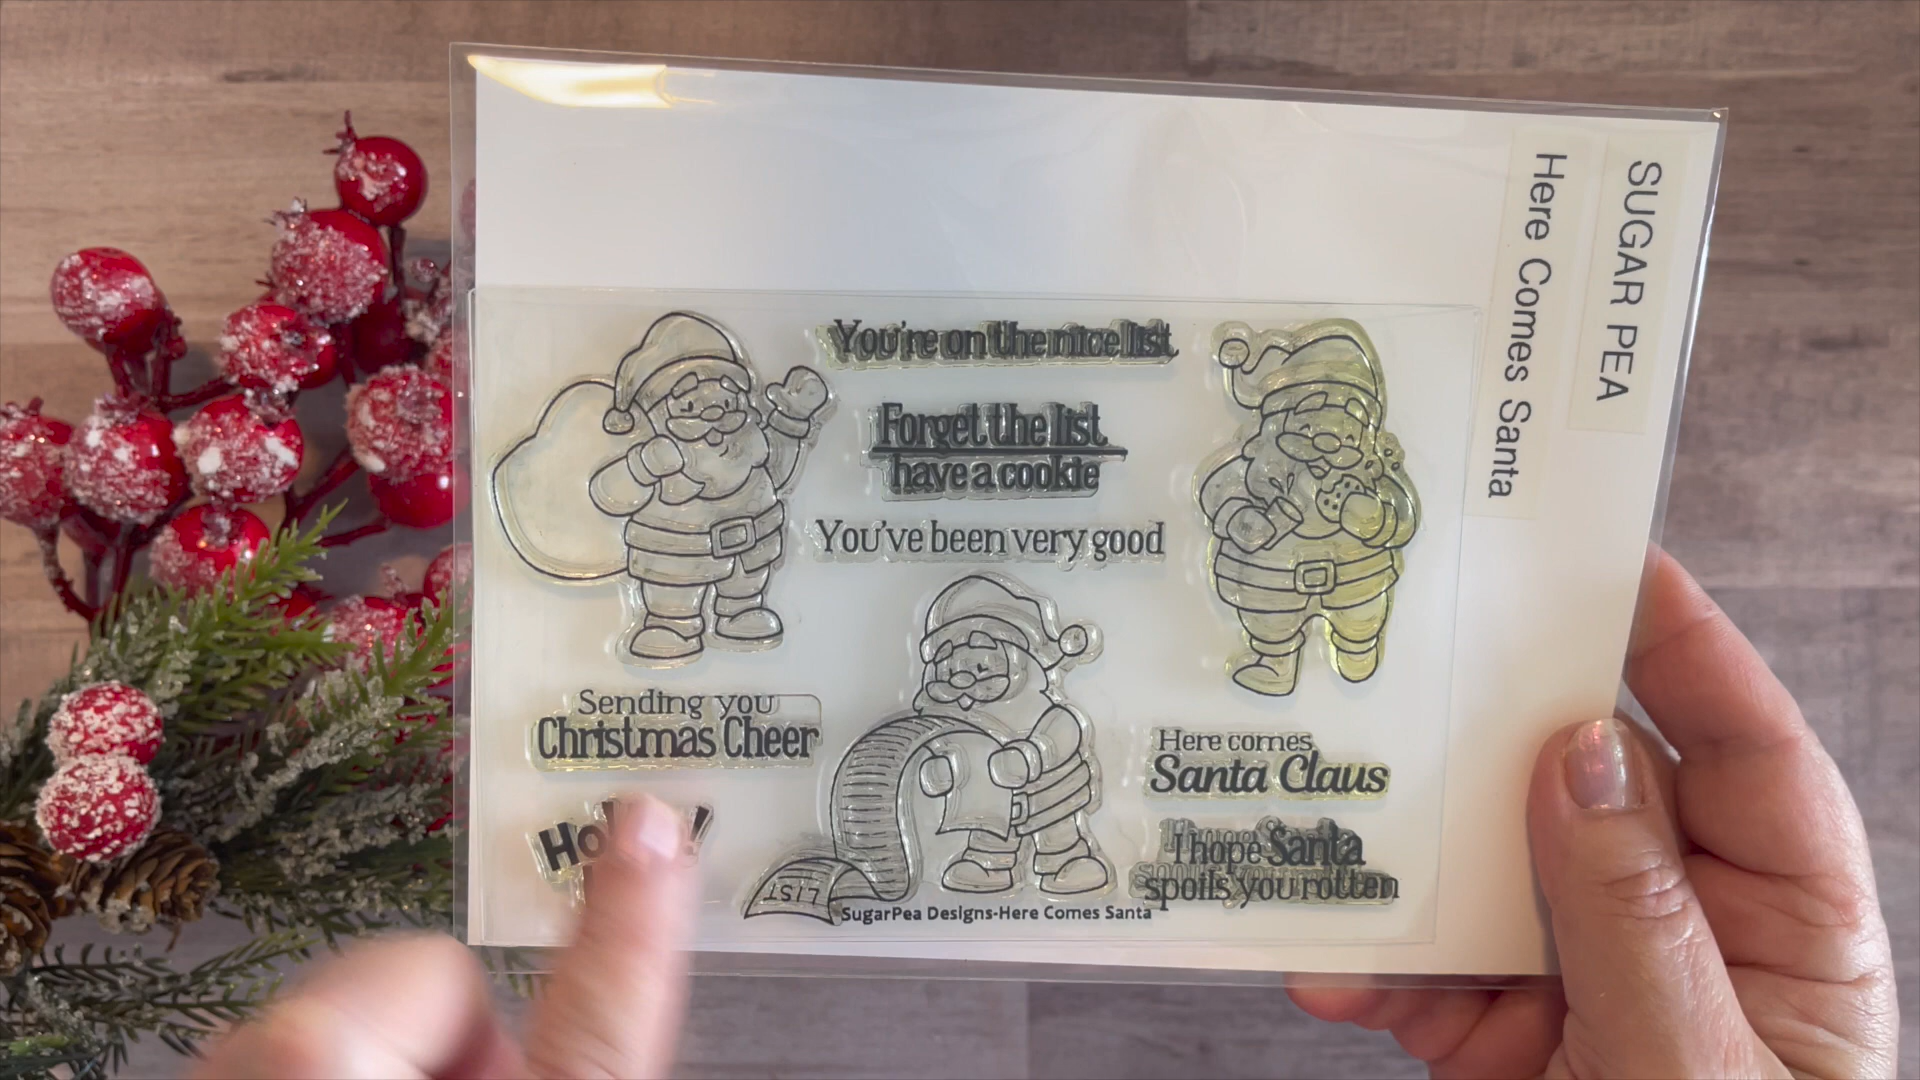 You're on the nice list
Forget the list
have a cookie
You've been very good
Sending you
Christmas Cheer
Here comes
Santa Claus
I hope Santa
spoils you rotten
LIST
SugarPea Designs-Here Comes Santa
SUGAR PEA
Here Comes Santa